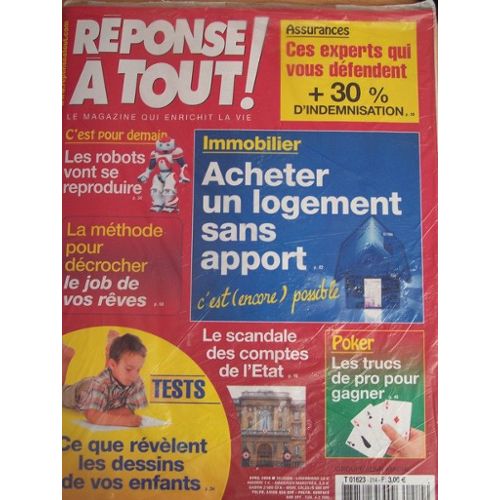 RÉPONSE
À TOUT!
LE MAGAZINE QUI ENRICHIT LA VIE
Assurances
Ces experts qui
vous défendent
+ 30 %
D'INDEMNISATION
C'est pour demain
Les robots
vont se
reproduire
La méthode
pour
décrocher
le job de
vos rêves
Immobilier
Acheter
un logement
sans
apport
c'est (encore) possible
TESTS
Ce que révèlent
les dessins
de vos enfants
Le scandale
des comptes
de l'Etat
Poker
Les trucs
de pro pour
gagner